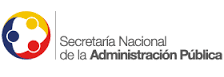 Secretaría Nacional
de la Administración Pública